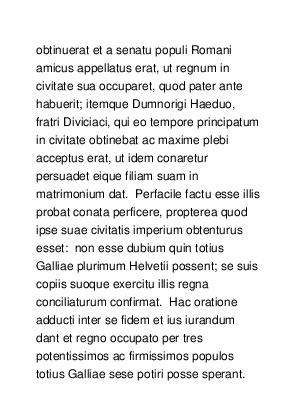 obtinuerat et a senatu populi Romani
amicus appellatus erat, ut regnum in
civitate sua occuparet, quod pater ante
habuerit; itemque Dumnorigi Haeduo,
fratri Diviciaci, qui eo tempore principatum
in civitate obtinebat ac maxime plebi
acceptus erat, ut idem conaretur
persuadet eique filiam suam in
matrimonium dat.  Perfacile factu esse illis
probat conata perficere, propterea quod
ipse suae civitatis imperium obtenturus
esset:  non esse dubium quin totius
Galliae plurimum Helvetii possent; se suis
copiis suoque exercitu illis regna
conciliaturum confirmat.  Hac oratione
adducti inter se fidem et ius iurandum
dant et regno occupato per tres
potentissimos ac firmissimos populos
totius Galliae sese potiri posse sperant.